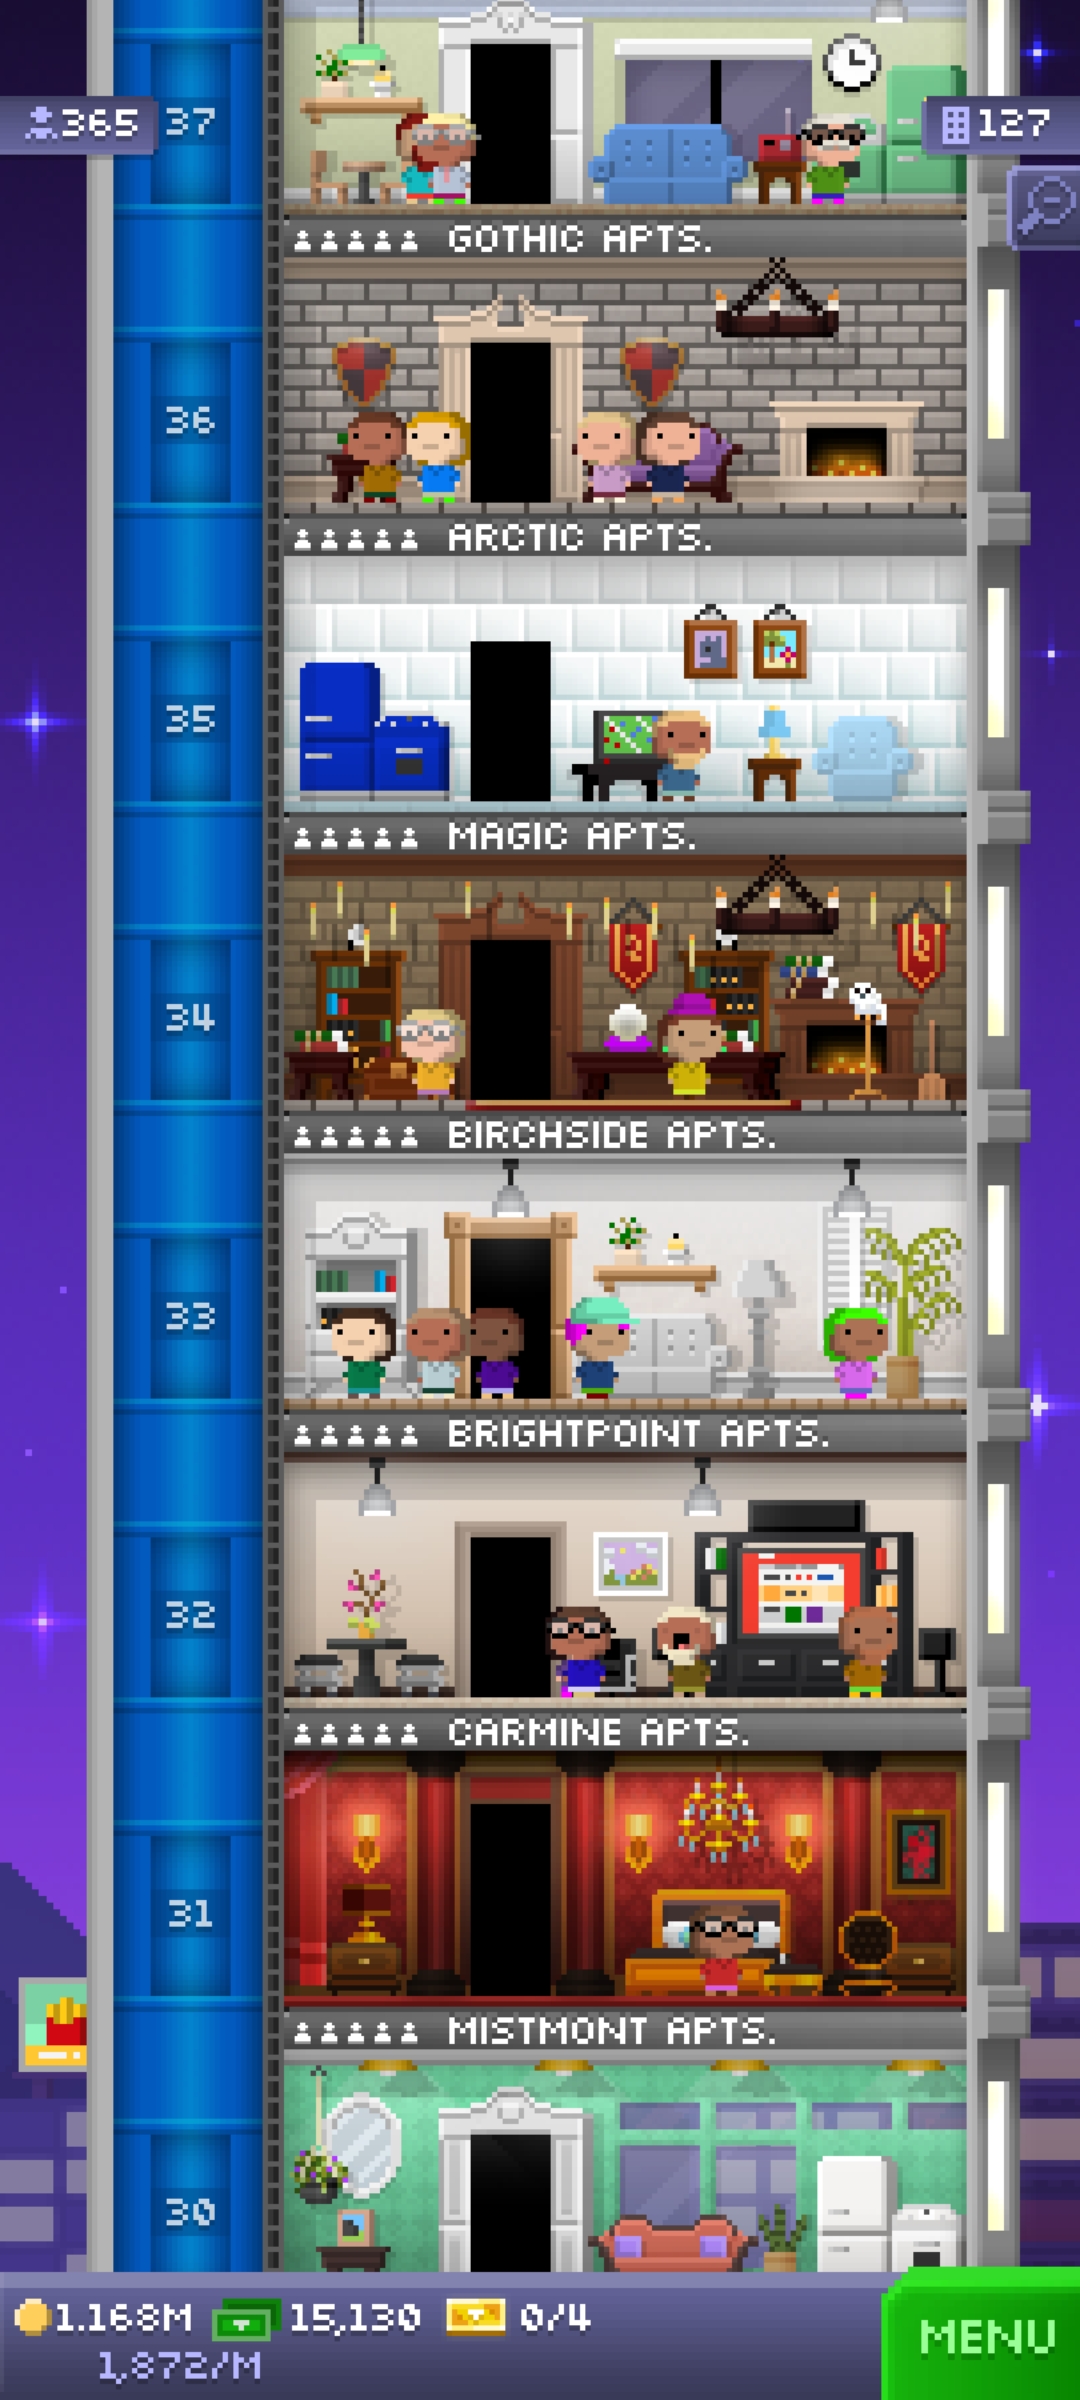 365
37
127
GOTHIC APTS.
36
ARCTIC APTS.
35
MAGIC APTS.
34
BIRCHSIDE APTS.
33
BRIGHTPOINT APTS.
32
CARMINE APTS.
31
MISTMONT APTS.
30
1.168M 15,130 0/4
1,872/M
MENU